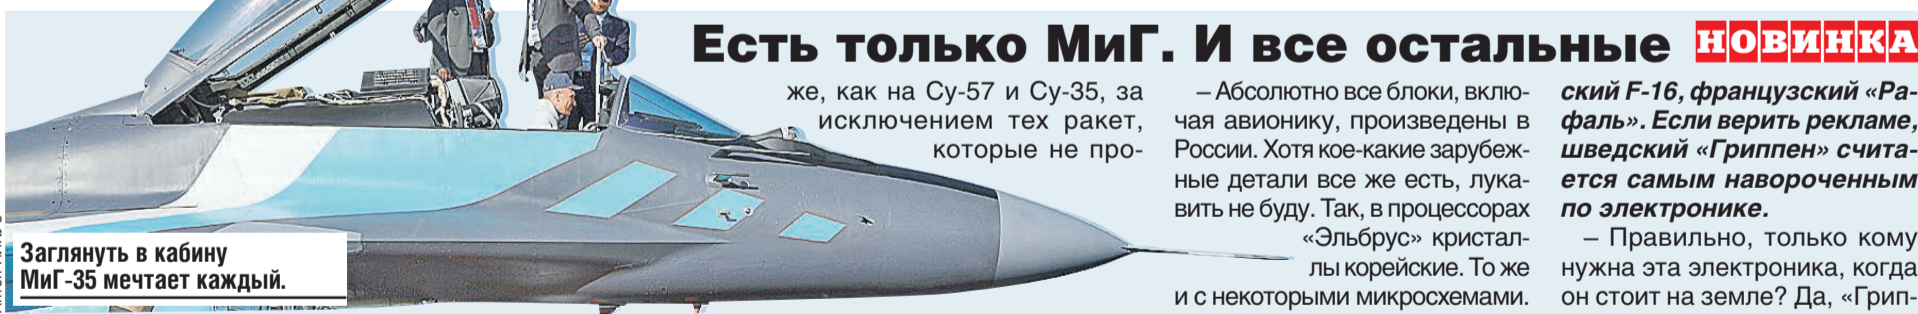 Есть только МиГ. И все остальные
НОВИНКА
же, как на Су-57 и Су-35, за
исключением тех ракет,
которые не про-
– Абсолютно все блоки, вклю-
чая авионику, произведены в
России. Хотя кое-какие зарубеж-
ные детали все же есть, лука-
вить не буду. Так, в процессорах
«Эльбрус» кристал-
лы корейские. То же
и с некоторыми микросхемами.
ский F-16, французский «Ра-
фаль». Если верить рекламе,
шведский «Гриппен» счита-
ется самым навороченным
по электронике.
– Правильно, только кому
нужна эта электроника, когда
он стоит на земле? Да, «Грип-
Заглянуть в кабину
МиГ-35 мечтает каждый.